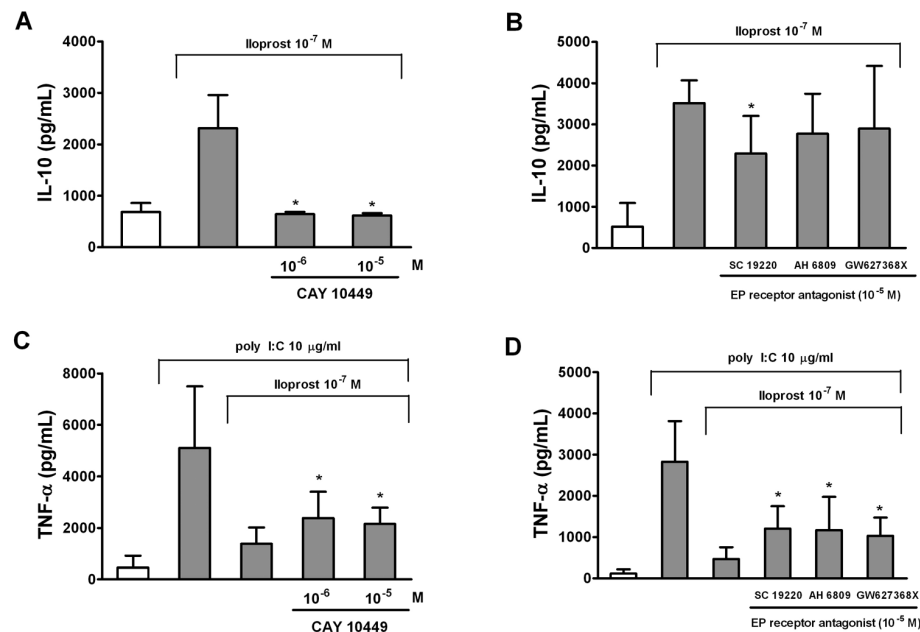 A
Iloprost 10⁻⁷ M
IL-10 (pg/mL)
4000
3000
2000
1000
0
*
*
10⁻⁶
10⁻⁵
M
CAY 10449
B
Iloprost 10⁻⁷ M
IL-10 (pg/mL)
5000
4000
3000
2000
1000
0
*
SC 19220
AH 6809
GW627368X
EP receptor antagonist (10⁻⁵ M)
C
poly I:C 10 μg/ml
Iloprost 10⁻⁷ M
TNF-α (pg/mL)
8000
6000
4000
2000
0
*
*
10⁻⁶
10⁻⁵
M
CAY 10449
D
poly I:C 10 μg/ml
Iloprost 10⁻⁷ M
TNF-α (pg/mL)
5000
4000
3000
2000
1000
0
*
*
*
SC 19220
AH 6809
GW627368X
EP receptor antagonist (10⁻⁵ M)